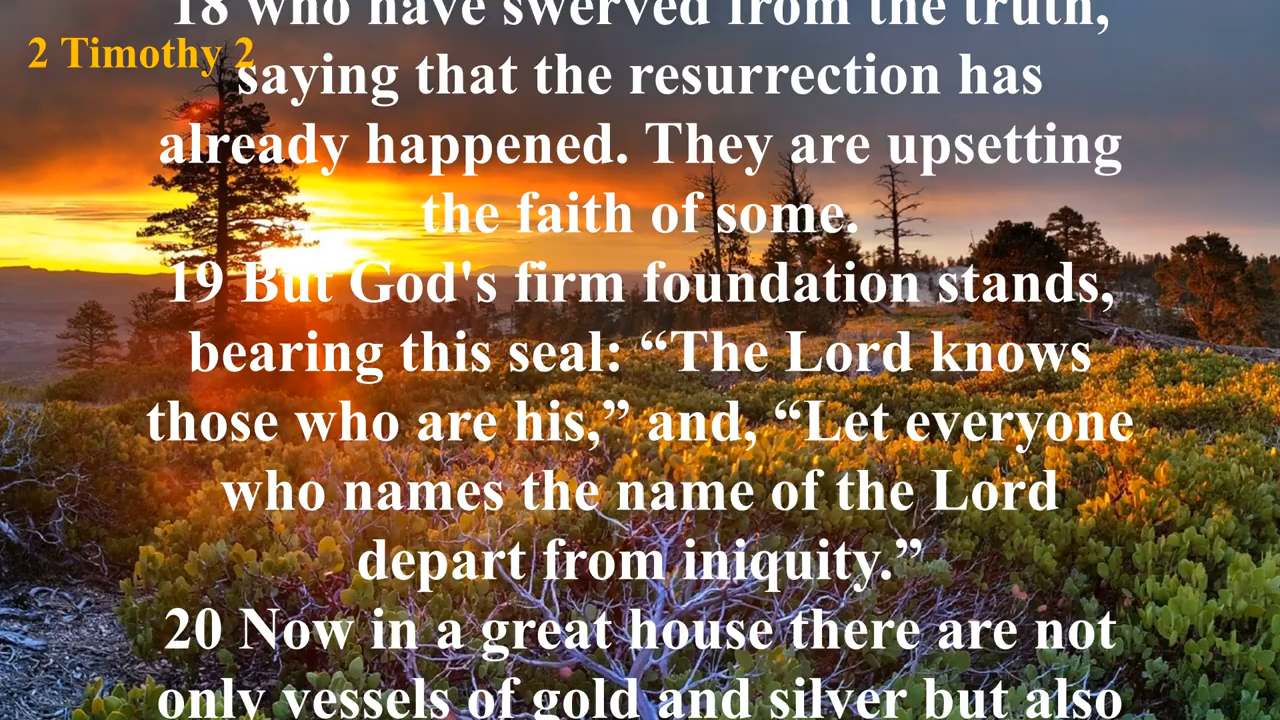 18 who have swerved from the truth,
2 Timothy 2
saying that the resurrection has
already happened. They are upsetting
the faith of some.
19 But God's firm foundation stands,
bearing this seal: “The Lord knows
those who are his,” and, “Let everyone
who names the name of the Lord
depart from iniquity.”
20 Now in a great house there are not
only vessels of gold and silver but also